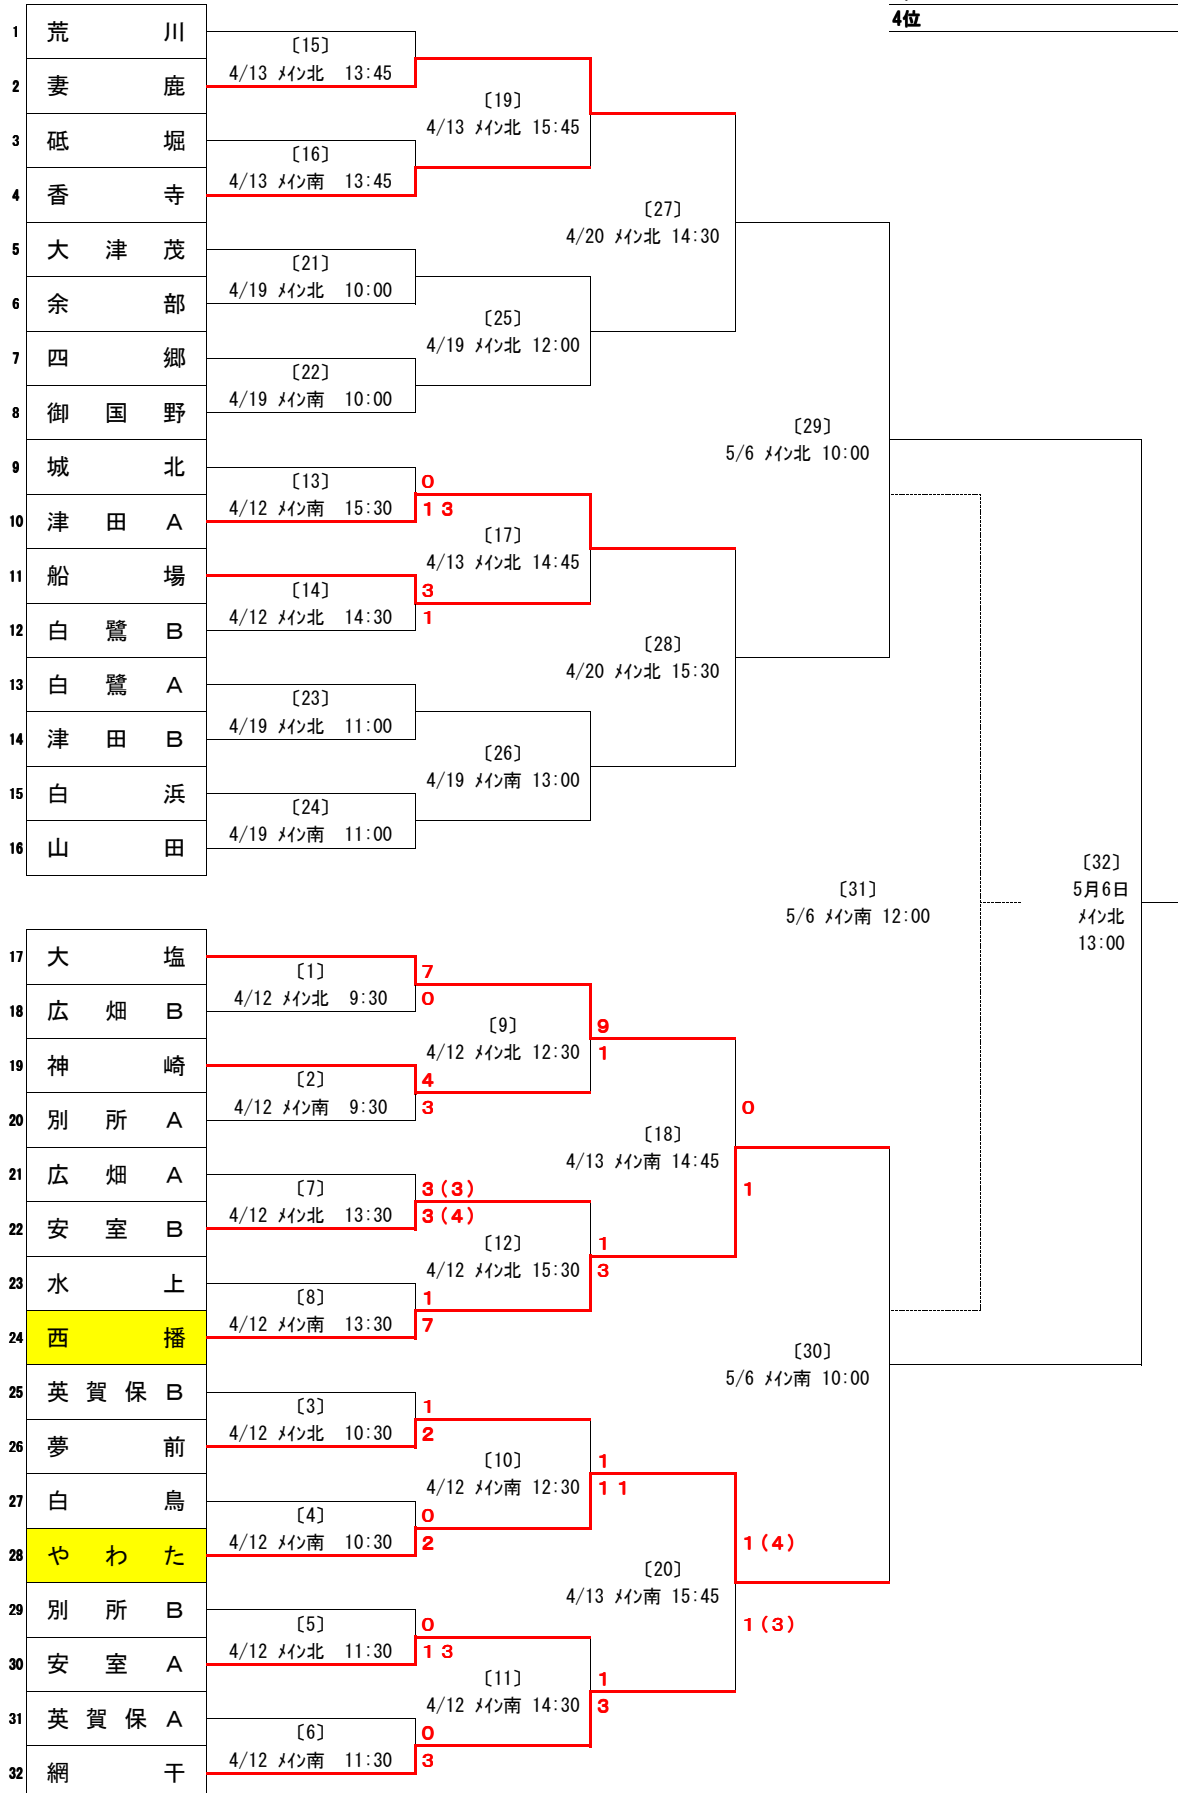 4位
1 荒川
〔15〕
4/13 ﾒｲﾝ北 13:45
2 妻鹿
〔19〕
4/13 ﾒｲﾝ北 15:45
3 砥堀
〔16〕
4/13 ﾒｲﾝ南 13:45
4 香寺
〔27〕
4/20 ﾒｲﾝ北 14:30
5 大津茂
〔21〕
4/19 ﾒｲﾝ北 10:00
6 余部
〔25〕
4/19 ﾒｲﾝ北 12:00
7 四郷
〔22〕
4/19 ﾒｲﾝ南 10:00
8 御国野
〔29〕
5/6 ﾒｲﾝ北 10:00
9 城北
〔13〕 0
4/12 ﾒｲﾝ南 15:30 13
10 津田A
〔17〕
4/13 ﾒｲﾝ北 14:45
11 船場
〔14〕 3
4/12 ﾒｲﾝ北 14:30 1
12 白鷺B
〔28〕
4/20 ﾒｲﾝ北 15:30
13 白鷺A
〔23〕
4/19 ﾒｲﾝ北 11:00
14 津田B
〔26〕
4/19 ﾒｲﾝ南 13:00
15 白浜
〔24〕
4/19 ﾒｲﾝ南 11:00
16 山田
〔32〕
5月6日
ﾒｲﾝ北
13:00
〔31〕
5/6 ﾒｲﾝ南 12:00
17 大塩
〔1〕 7
4/12 ﾒｲﾝ北 9:30 0
18 広畑B
〔9〕 9
4/12 ﾒｲﾝ北 12:30 1
19 神崎
〔2〕 4
4/12 ﾒｲﾝ南 9:30 3
20 別所A
0
〔18〕
4/13 ﾒｲﾝ南 14:45
1
21 広畑A
〔7〕 3(3)
4/12 ﾒｲﾝ北 13:30 3(4)
22 安室B
〔12〕 1
4/12 ﾒｲﾝ北 15:30 3
23 水上
〔8〕 1
4/12 ﾒｲﾝ南 13:30 7
24 西播
〔30〕
5/6 ﾒｲﾝ南 10:00
25 英賀保B
〔3〕 1
4/12 ﾒｲﾝ北 10:30 2
26 夢前
〔10〕 1
4/12 ﾒｲﾝ南 12:30 11
27 白鳥
〔4〕 0
4/12 ﾒｲﾝ南 10:30 2
28 やわた
1(4)
〔20〕
4/13 ﾒｲﾝ南 15:45
1(3)
29 別所B
〔5〕 0
4/12 ﾒｲﾝ北 11:30 13
30 安室A
〔11〕 1
4/12 ﾒｲﾝ南 14:30 3
31 英賀保A
〔6〕 0
4/12 ﾒｲﾝ南 11:30 3
32 網干